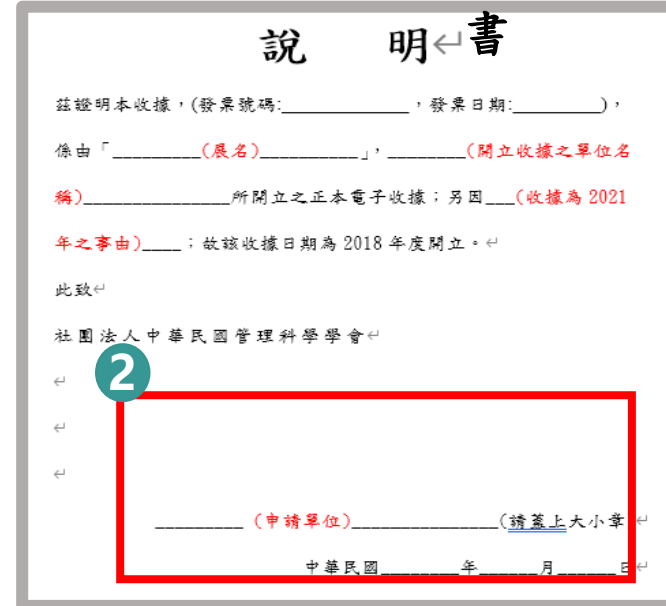 說 明書
茲證明本收據，(發票號碼:_____________，發票日期:_________)，
係由「_________(展名)__________」，________(開立收據之單位名
稱)_______________所開立之正本電子收據；另因___(收據為 2021
年之事由)____；故該收據日期為 2018 年度開立。
此致
社團法人中華民國管理科學學會
2
_________ (申請單位)_______________(請蓋上大小章
中華民國________年______月______日